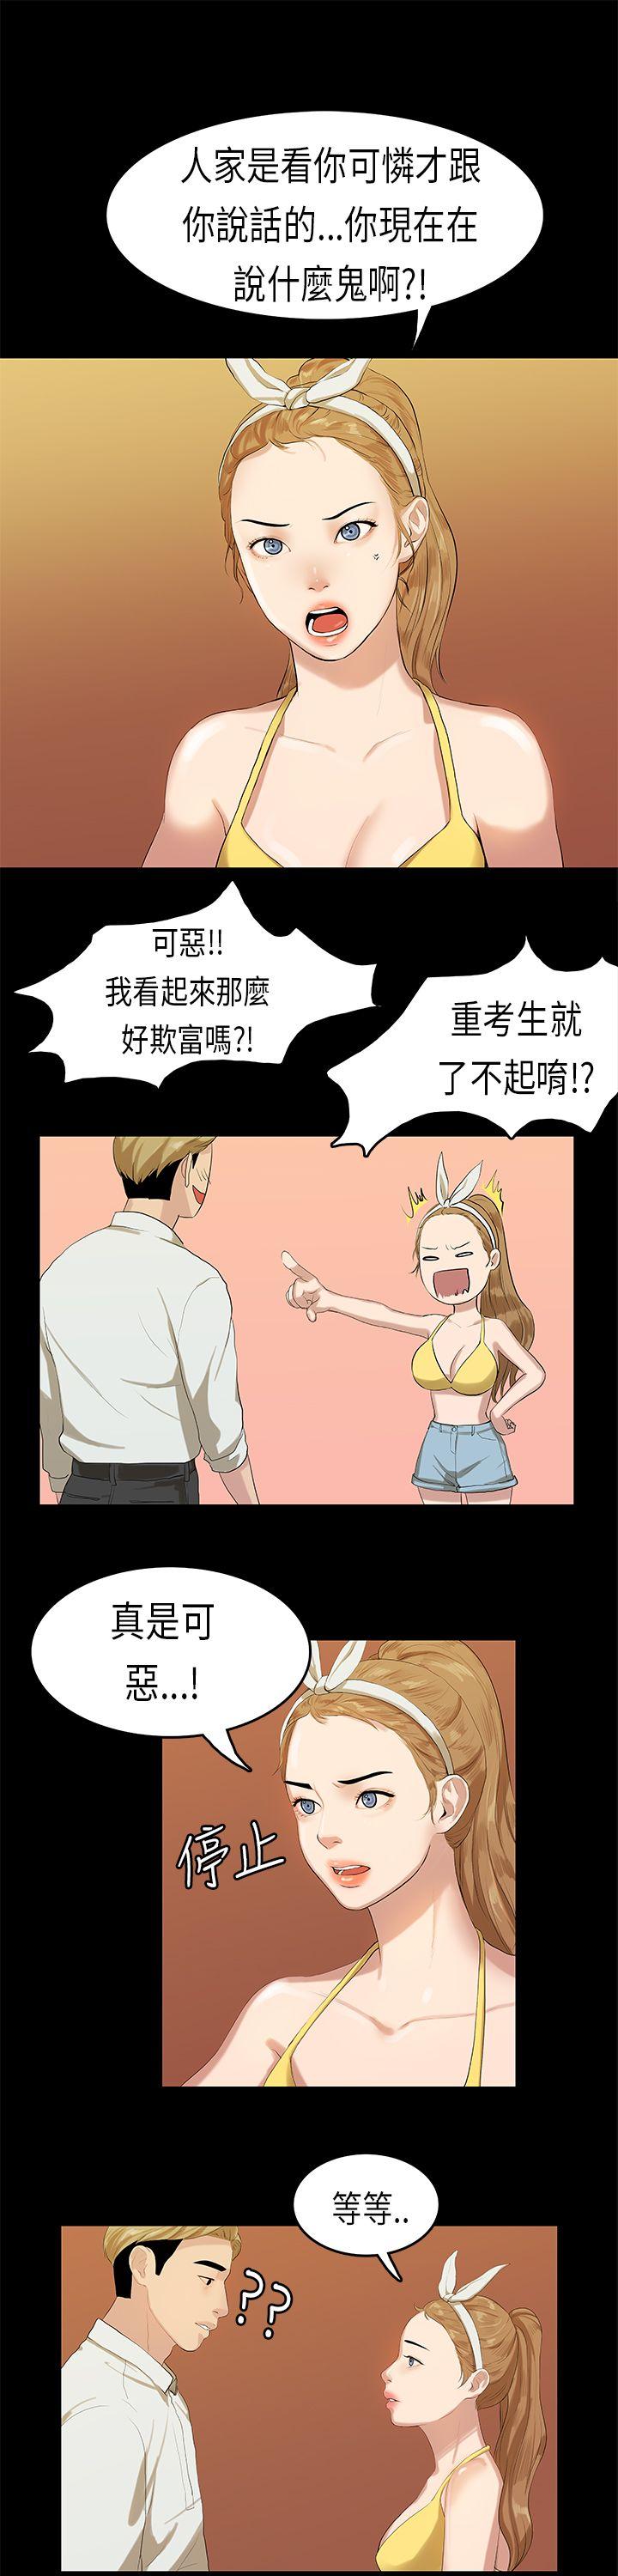 人家是看你可憐才跟
你說話的...你現在在
說什麼鬼啊?!
可惡!!
我看起來那麼
好欺富嗎?!
重考生就
了不起唷!?
真是可
惡...!
停止
等等..
??